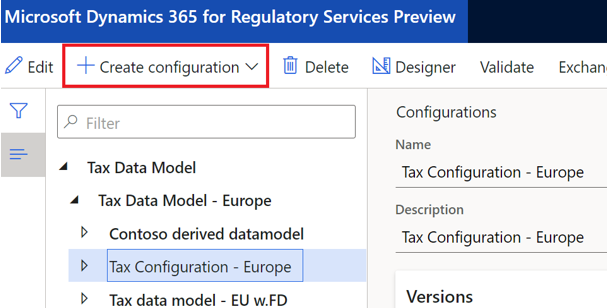 Microsoft Dynamics 365 for Regulatory Services Preview
Edit Create configuration Delete Designer Validate Exchan
Filter
Tax Data Model
Tax Data Model - Europe
Contoso derived datamodel
Tax Configuration - Europe
Tax data model - EU w.FD
Configurations
Name
Tax Configuration - Europe
Description
Tax Configuration - Europe
Versions